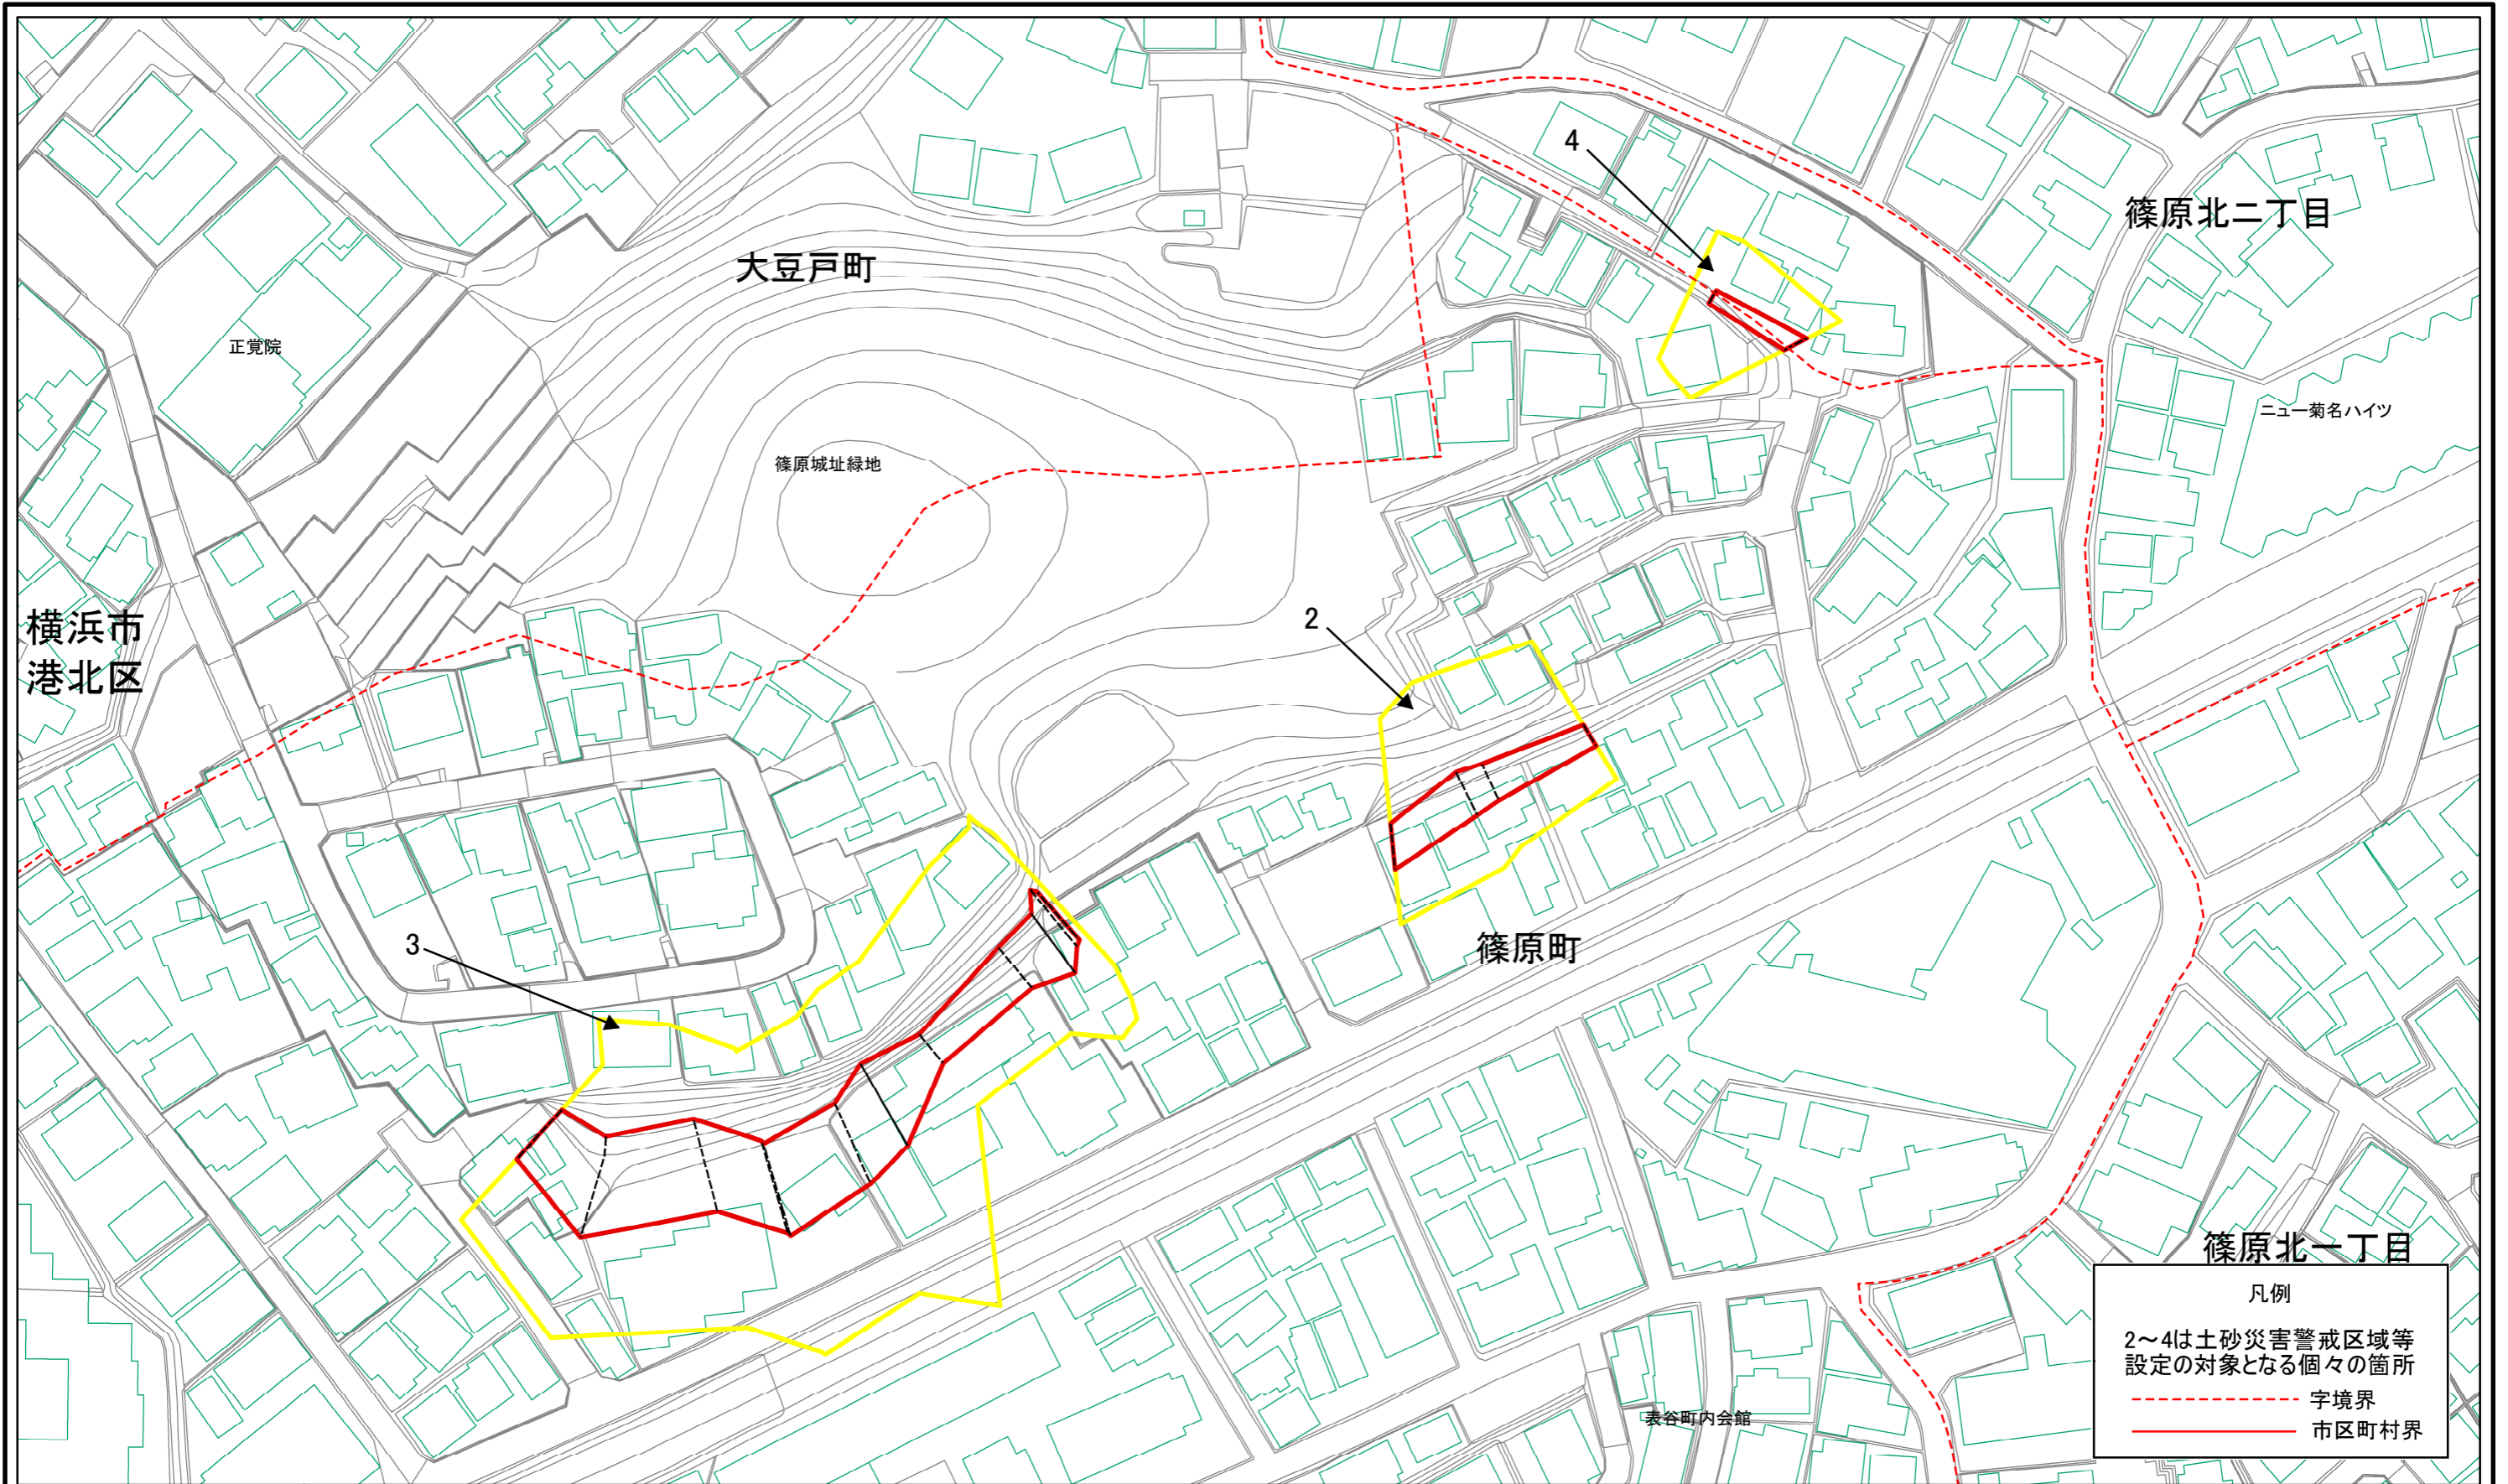 4
篠原北二丁目
大豆戸町
正覚院
ニュー菊名ハイツ
篠原城址緑地
横浜市
港北区
2
3
篠原町
篠原北一丁目
凡例
2～4は土砂災害警戒区域等
設定の対象となる個々の箇所
字境界
市区町村界
表谷町内会館